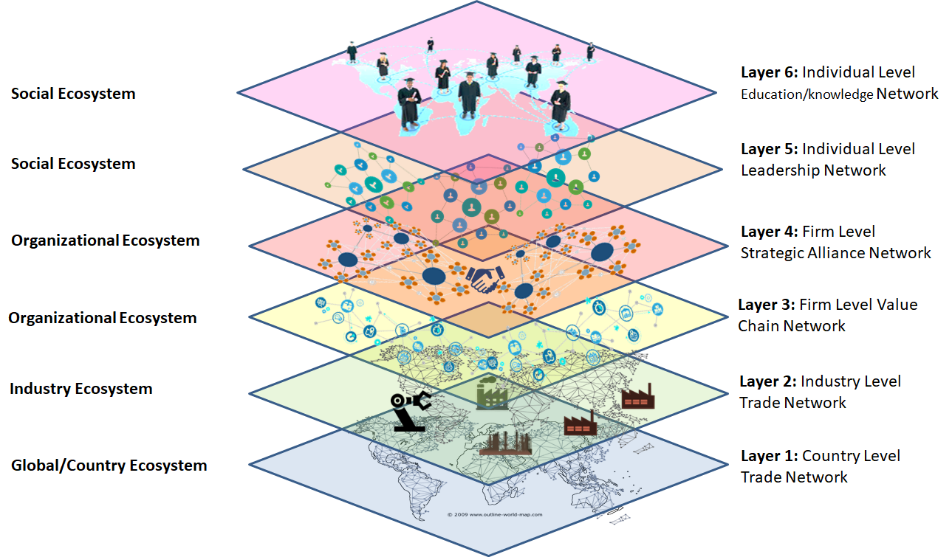 Social Ecosystem
Layer 6: Individual Level
Education/knowledge Network
Social Ecosystem
Layer 5: Individual Level
Leadership Network
Organizational Ecosystem
Layer 4: Firm Level
Strategic Alliance Network
Organizational Ecosystem
Layer 3: Firm Level Value
Chain Network
Industry Ecosystem
Layer 2: Industry Level
Trade Network
Global/Country Ecosystem
Layer 1: Country Level
Trade Network
© 2009 www.outline-world-map.com